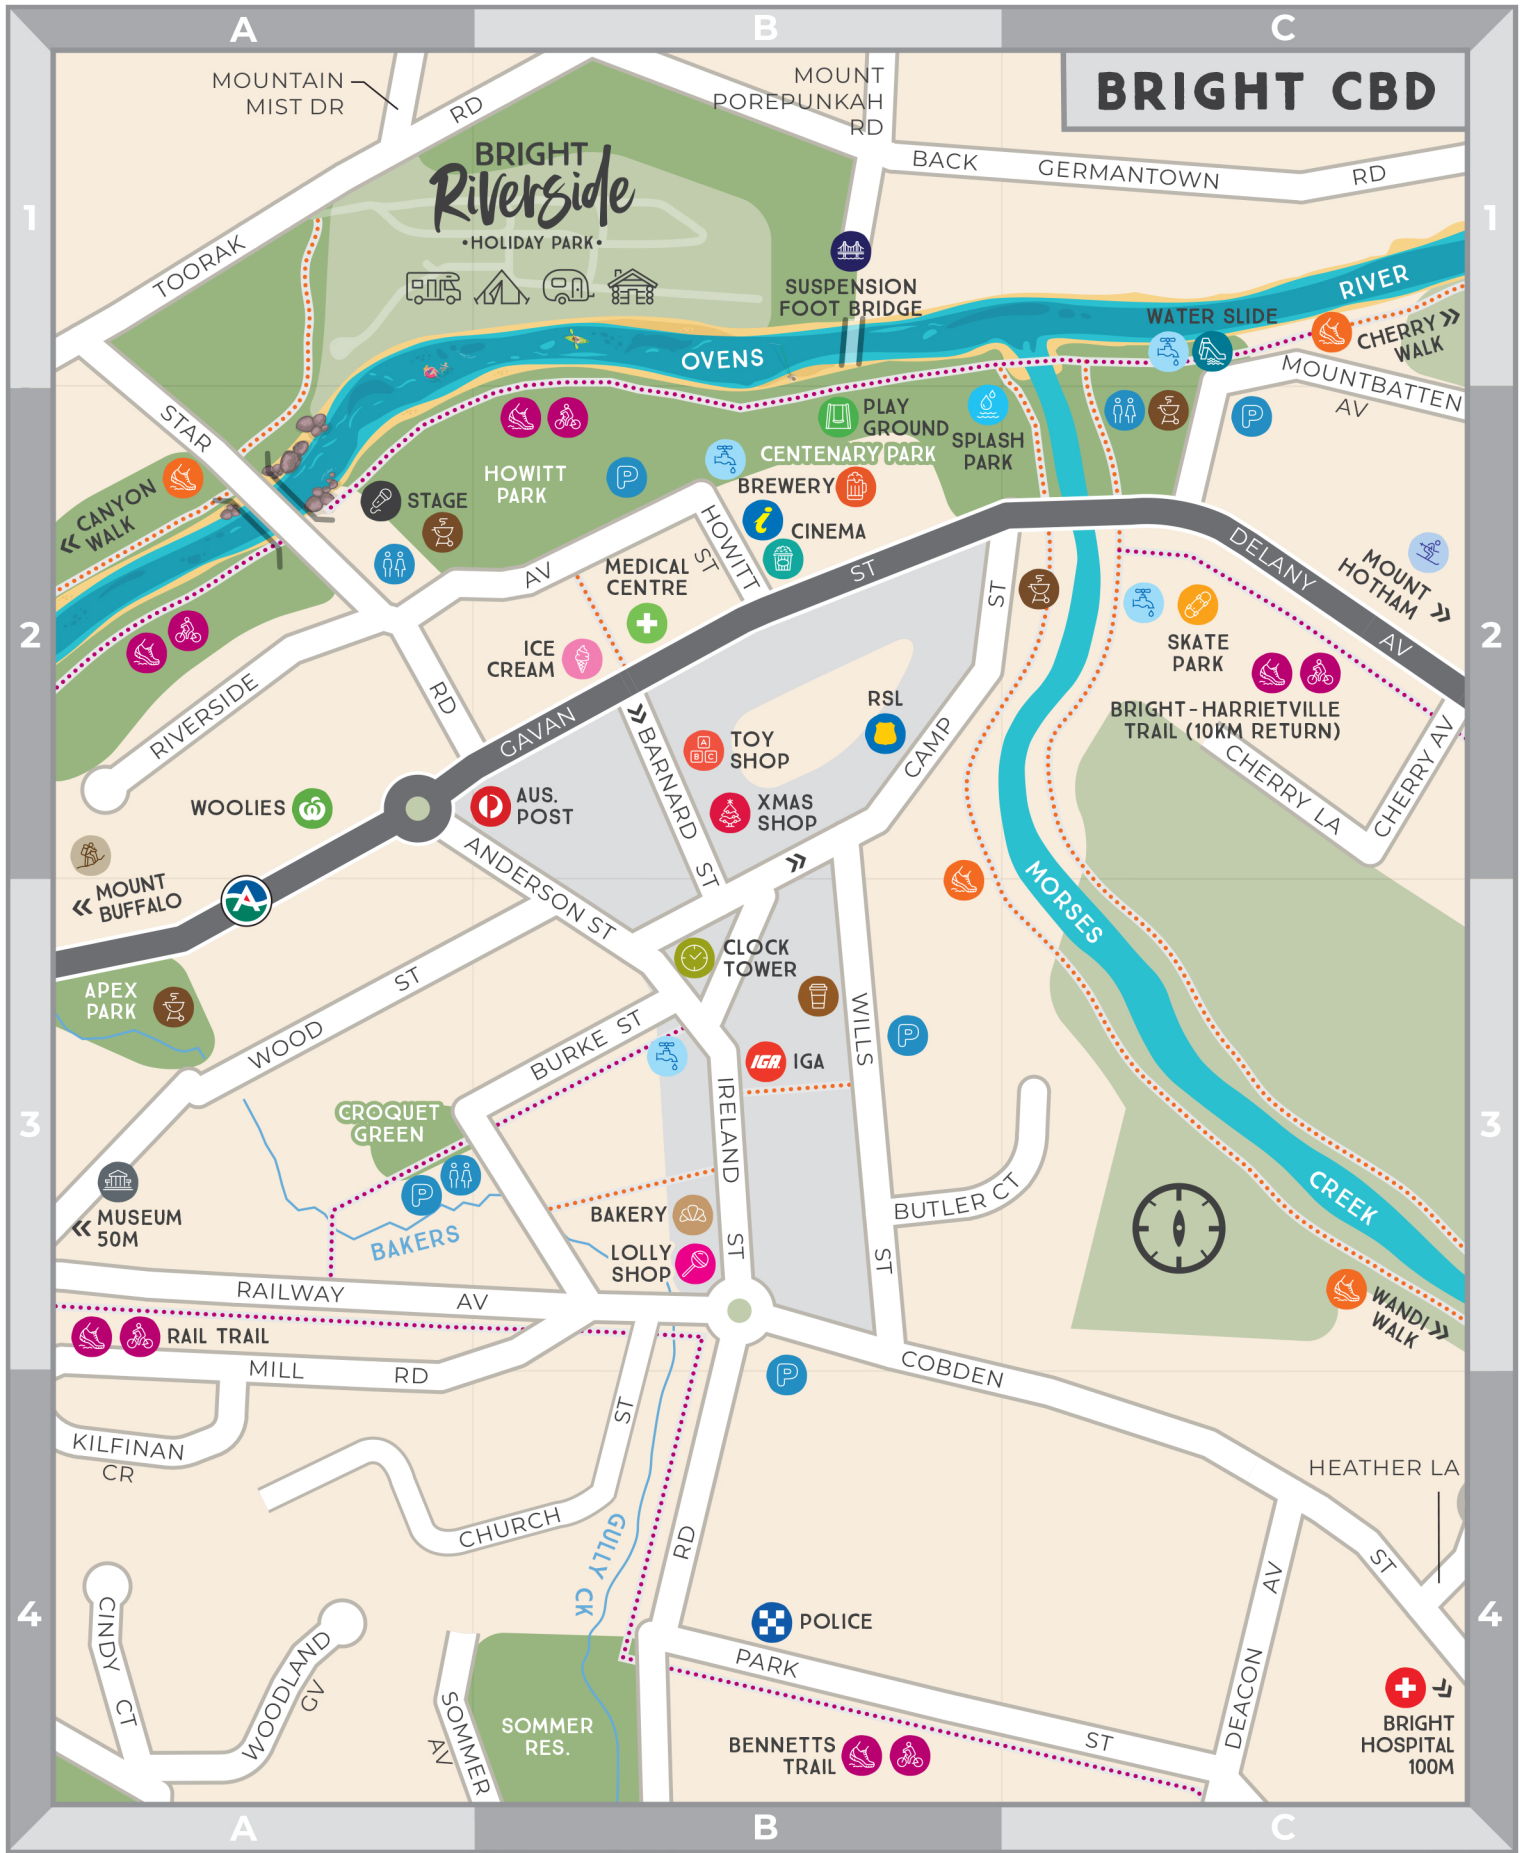 A
B
C
BRIGHT CBD
MOUNTAIN
MIST DR
RD
MOUNT
POREPUNKAH
RD
BACK
GERMANTOWN
RD
BRIGHT
Riverside
•HOLIDAY PARK•
1
1
TOORAK
SUSPENSION
FOOT BRIDGE
RIVER
WATER SLIDE
CHERRY
WALK
OVENS
MOUNTBATTEN
AV
STAR
PLAY
GROUND
P
SPLASH
PARK
CENTENARY PARK
HOWITT
PARK
P
CANYON
WALK
STAGE
BREWERY
i
CINEMA
HOWITT
ST
ST
DELANY
AV
MOUNT
HOTHAM
AV
MEDICAL
CENTRE
ST
SKATE
PARK
2
2
ICE
CREAM
RIVERSIDE
RD
GAVAN
RSL
BRIGHT-HARRIETVILLE
TRAIL (10KM RETURN)
TOY
SHOP
A
B C
BARNARD
ST
CAMP
CHERRY LA
CHERRY AV
WOOLIES
AUS.
POST
XMAS
SHOP
ANDERSON ST
MOUNT
BUFFALO
A
MORSES
CLOCK
TOWER
APEX
PARK
ST
WOOD
BURKE ST
WILLS
P
IGA
IGA
IRELAND
CROQUET
GREEN
3
3
P
MUSEUM
50M
BAKERS
BAKERY
LOLLY
SHOP
ST
ST
BUTLER CT
CREEK
RAILWAY
AV
WANDI
WALK
RAIL TRAIL
MILL
RD
P
COBDEN
ST
KILFINAN
CR
HEATHER LA
CHURCH
GULLY CK
RD
AV
ST
CINDY
CT
WOODLAND
GV
4
4
POLICE
PARK
SOMMER
AV
SOMMER
RES.
BENNETTS
TRAIL
ST
DEACON
BRIGHT
HOSPITAL
100M
A
B
C